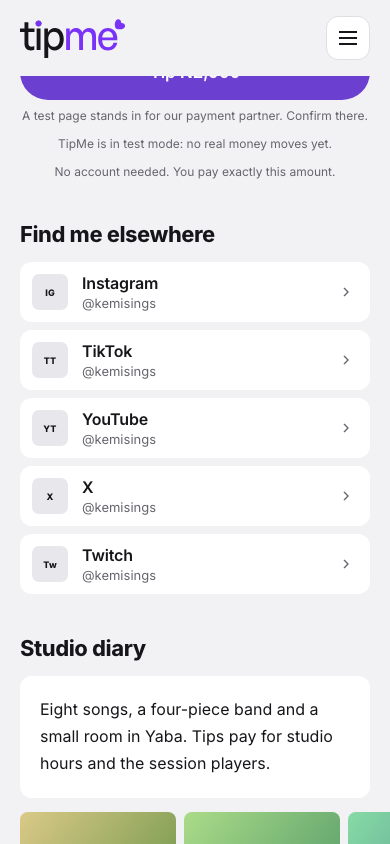 tipme
A test page stands in for our payment partner. Confirm there.
TipMe is in test mode: no real money moves yet.
No account needed. You pay exactly this amount.
Find me elsewhere
IG
Instagram
@kemisings
TT
TikTok
@kemisings
YT
YouTube
@kemisings
X
X
@kemisings
Tw
Twitch
@kemisings
Studio diary
Eight songs, a four-piece band and a
small room in Yaba. Tips pay for studio
hours and the session players.